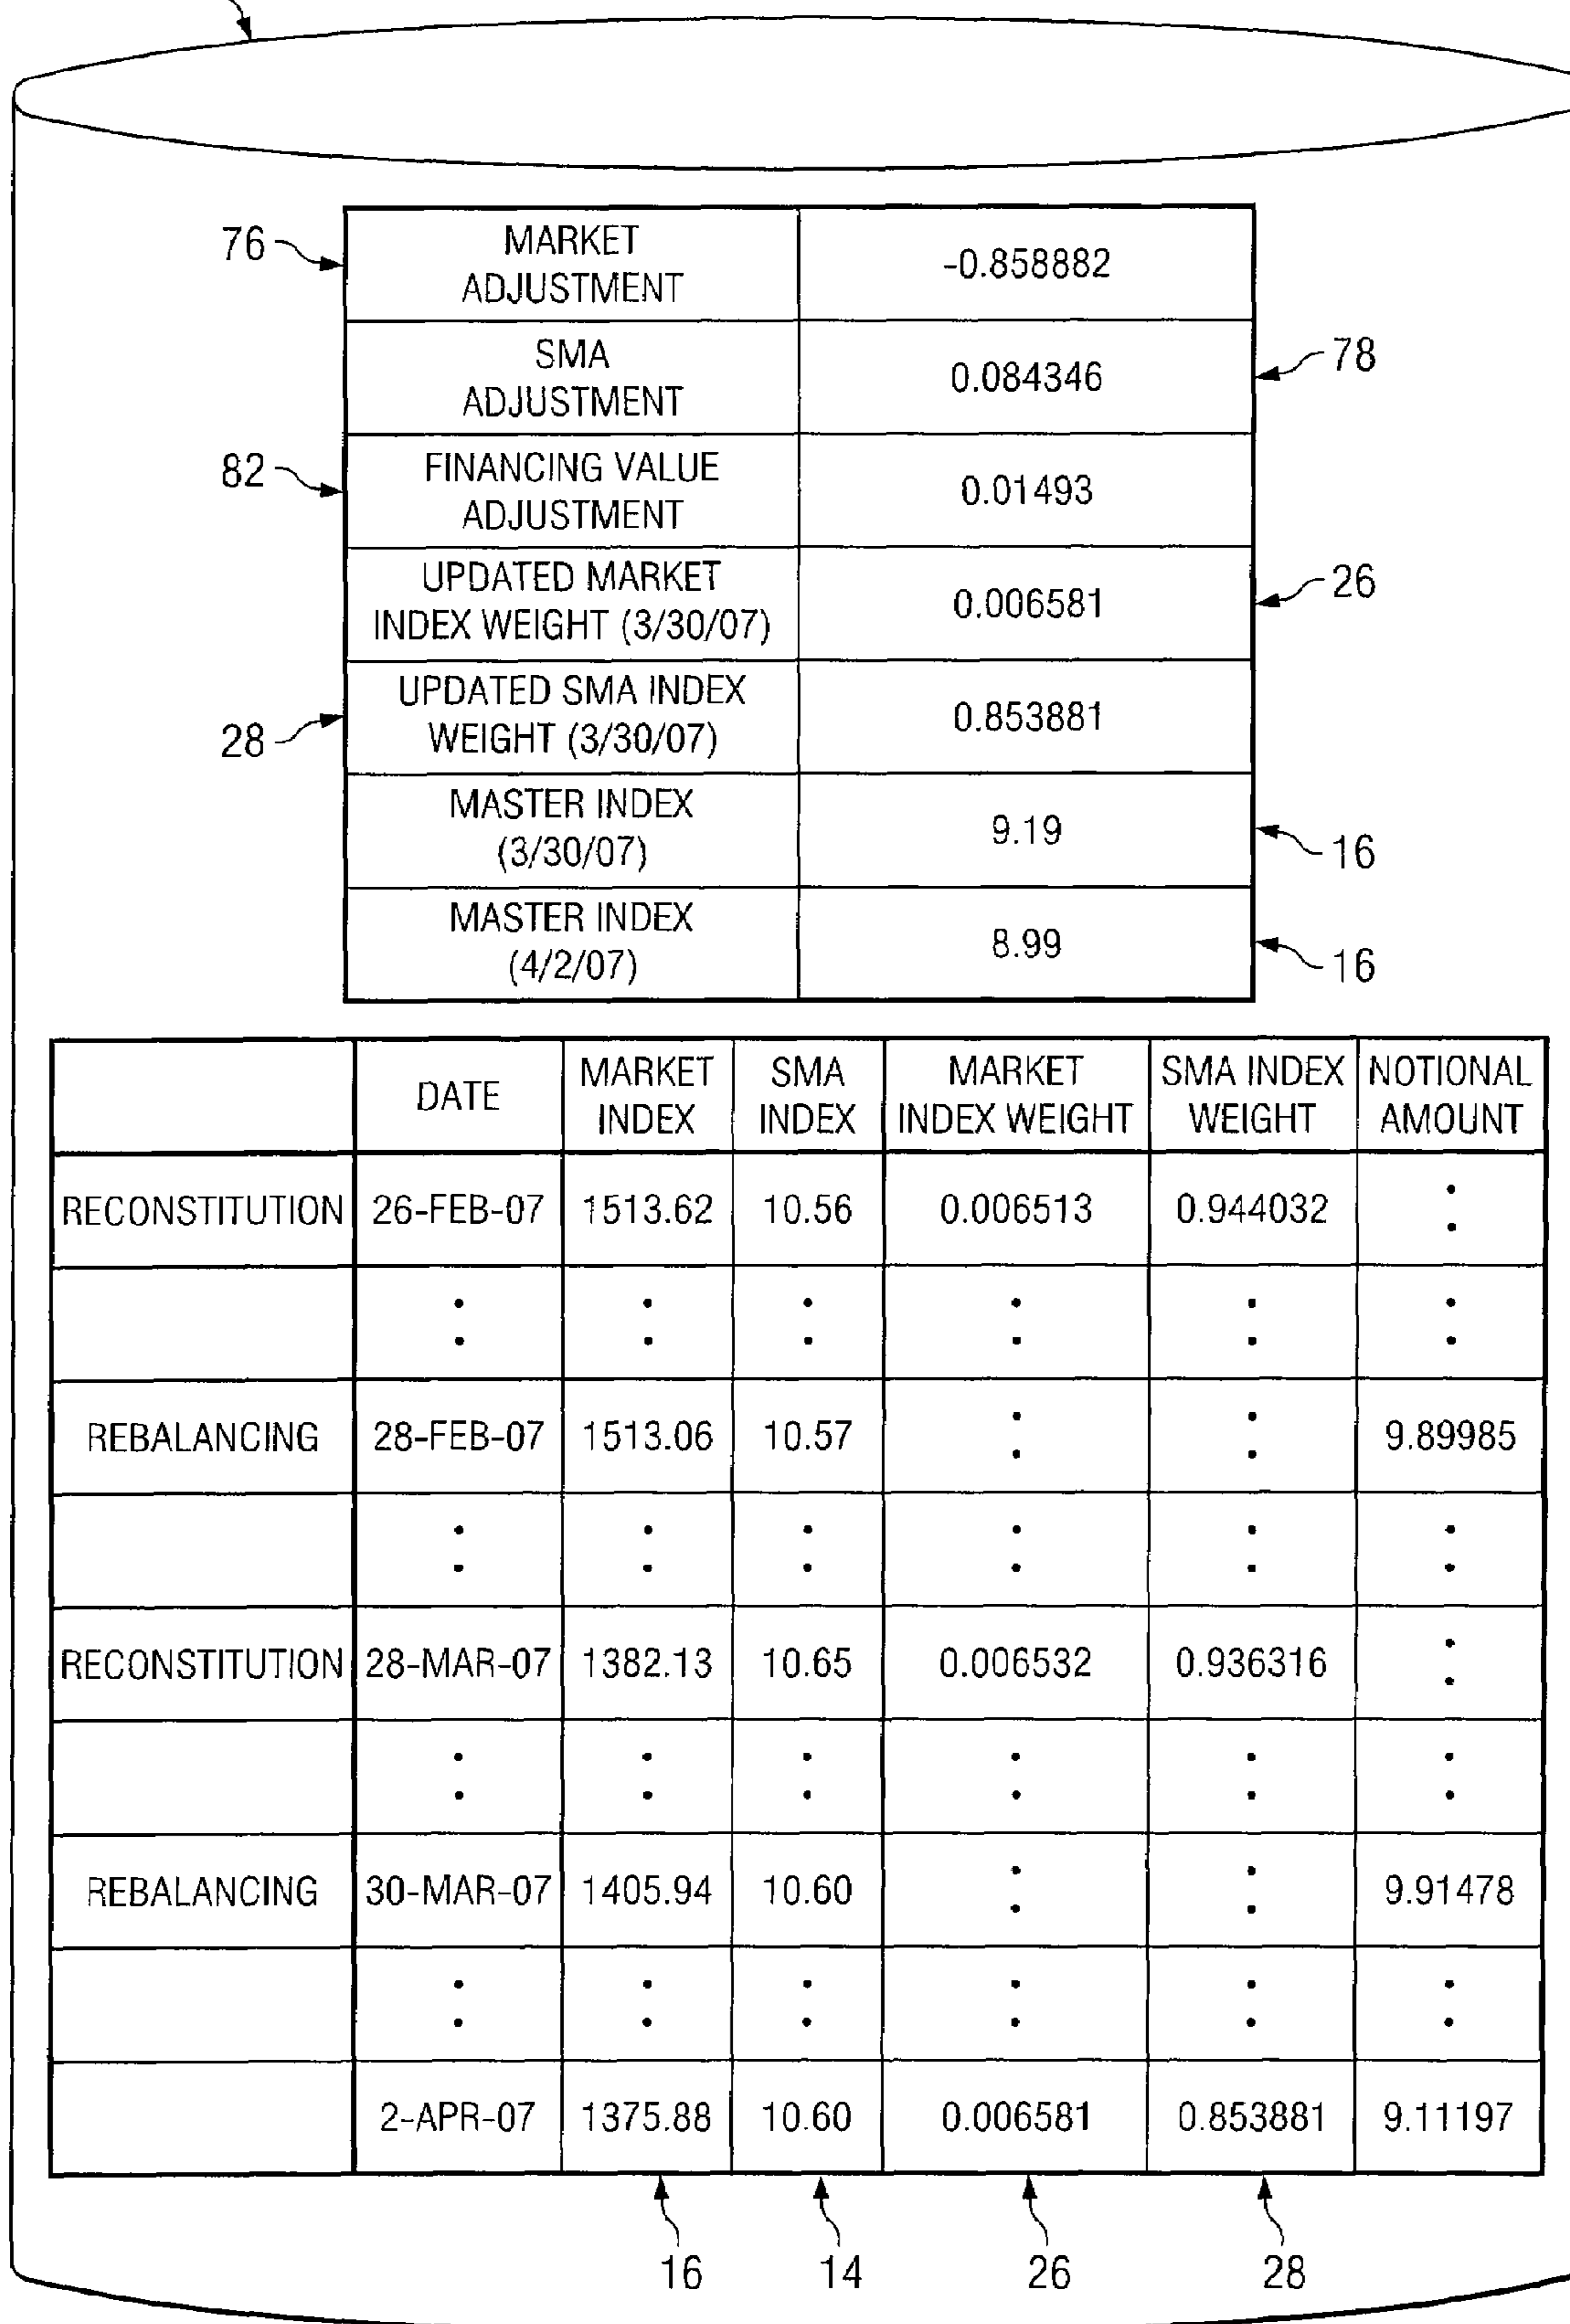 76
MARKET
ADJUSTMENT
-0.858882
SMA
ADJUSTMENT
0.084346
78
82
FINANCING VALUE
ADJUSTMENT
0.01493
UPDATED MARKET
INDEX WEIGHT (3/30/07)
0.006581
26
28
UPDATED SMA INDEX
WEIGHT (3/30/07)
0.853881
MASTER INDEX
(3/30/07)
9.19
16
MASTER INDEX
(4/2/07)
8.99
16
DATE
MARKET
INDEX
SMA
INDEX
MARKET
INDEX WEIGHT
SMA INDEX
WEIGHT
NOTIONAL
AMOUNT
RECONSTITUTION 26-FEB-07 1513.62 10.56 0.006513 0.944032
REBALANCING 28-FEB-07 1513.06 10.57 9.89985
RECONSTITUTION 28-MAR-07 1382.13 10.65 0.006532 0.936316
REBALANCING 30-MAR-07 1405.94 10.60 9.91478
2-APR-07 1375.88 10.60 0.006581 0.853881 9.11197
16 14 26 28